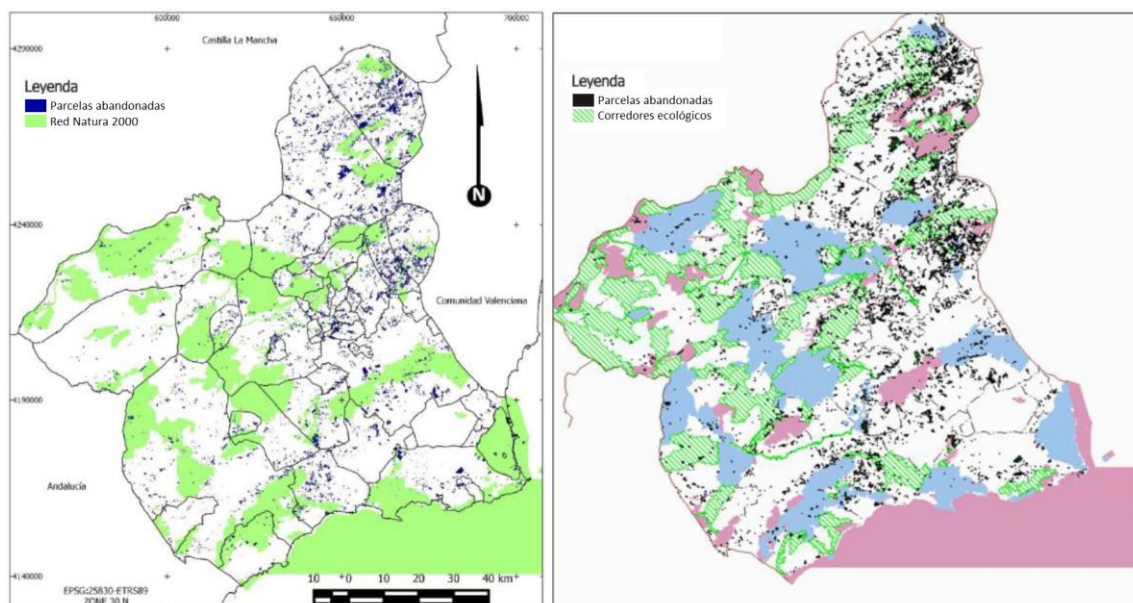 600000
650000
700000
4290000
Castilla La Mancha
Leyenda
Parcelas abandonadas
Red Natura 2000
N
4240000
Comunidad Valenciana
4190000
Andalucía
4140000
EPSG:25830-ETRS89
ZONE 30 N
10 0 10 20 30 40 km
Leyenda
Parcelas abandonadas
Corredores ecológicos